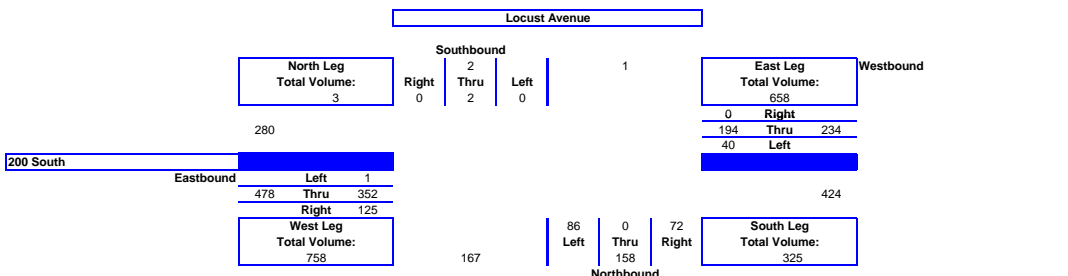 Locust Avenue
Southbound
North Leg 2 1 East Leg Westbound
Total Volume: Right Thru Left Total Volume:
3 0 2 0 658
0 Right
280 194 Thru 234
40 Left
200 South
Eastbound Left 1
478 Thru 352 424
Right 125
West Leg 86 0 72 South Leg
Total Volume: Left Thru Right Total Volume:
758 167 158 325
Northbound